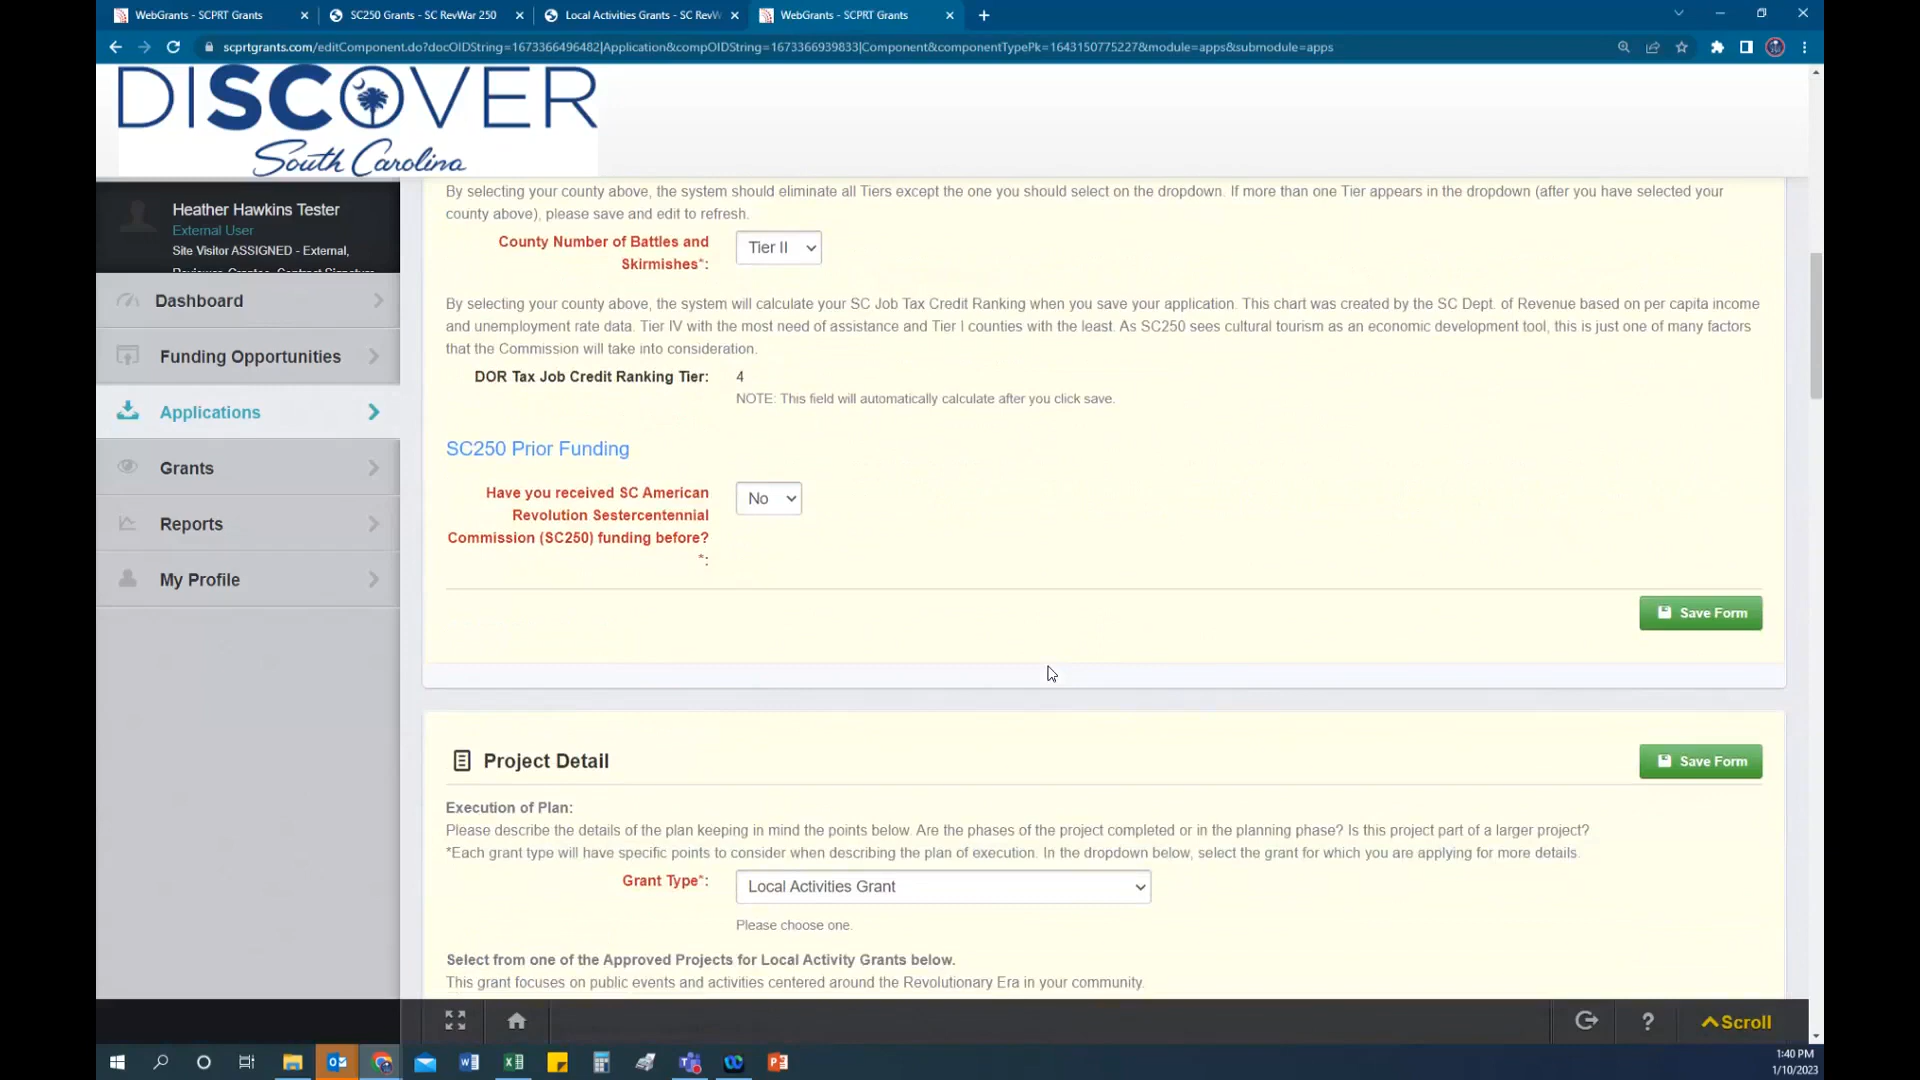 WebGrants - SCPRT Grants
SC250 Grants - SC RevWar 250
Local Activities Grants - SC RevW
WebGrants - SCPRT Grants
scprtgrants.com/editComponent.do?docOIDString=1673366496482|Application&compOIDString=1673366939833|Component&componentTypePk=1643150775227&module=apps&submodule=apps
DISCOVER
South Carolina
Heather Hawkins Tester
External User
Site Visitor ASSIGNED - External,
Dashboard
Funding Opportunities
Applications
Grants
Reports
My Profile
By selecting your county above, the system should eliminate all Tiers except the one you should select on the dropdown. If more than one Tier appears in the dropdown (after you have selected your
county above), please save and edit to refresh.
County Number of Battles and
Skirmishes*:
Tier II
By selecting your county above, the system will calculate your SC Job Tax Credit Ranking when you save your application. This chart was created by the SC Dept. of Revenue based on per capita income
and unemployment rate data. Tier IV with the most need of assistance and Tier I counties with the least. As SC250 sees cultural tourism as an economic development tool, this is just one of many factors
that the Commission will take into consideration.
DOR Tax Job Credit Ranking Tier: 4
NOTE: This field will automatically calculate after you click save.
SC250 Prior Funding
Have you received SC American
Revolution Sestercentennial
Commission (SC250) funding before?
*:
No
Save Form
Project Detail
Save Form
Execution of Plan:
Please describe the details of the plan keeping in mind the points below. Are the phases of the project completed or in the planning phase? Is this project part of a larger project?
*Each grant type will have specific points to consider when describing the plan of execution. In the dropdown below, select the grant for which you are applying for more details.
Grant Type*: Local Activities Grant
Please choose one.
Select from one of the Approved Projects for Local Activity Grants below.
This grant focuses on public events and activities centered around the Revolutionary Era in your community.
Scroll
1:40 PM
1/10/2023